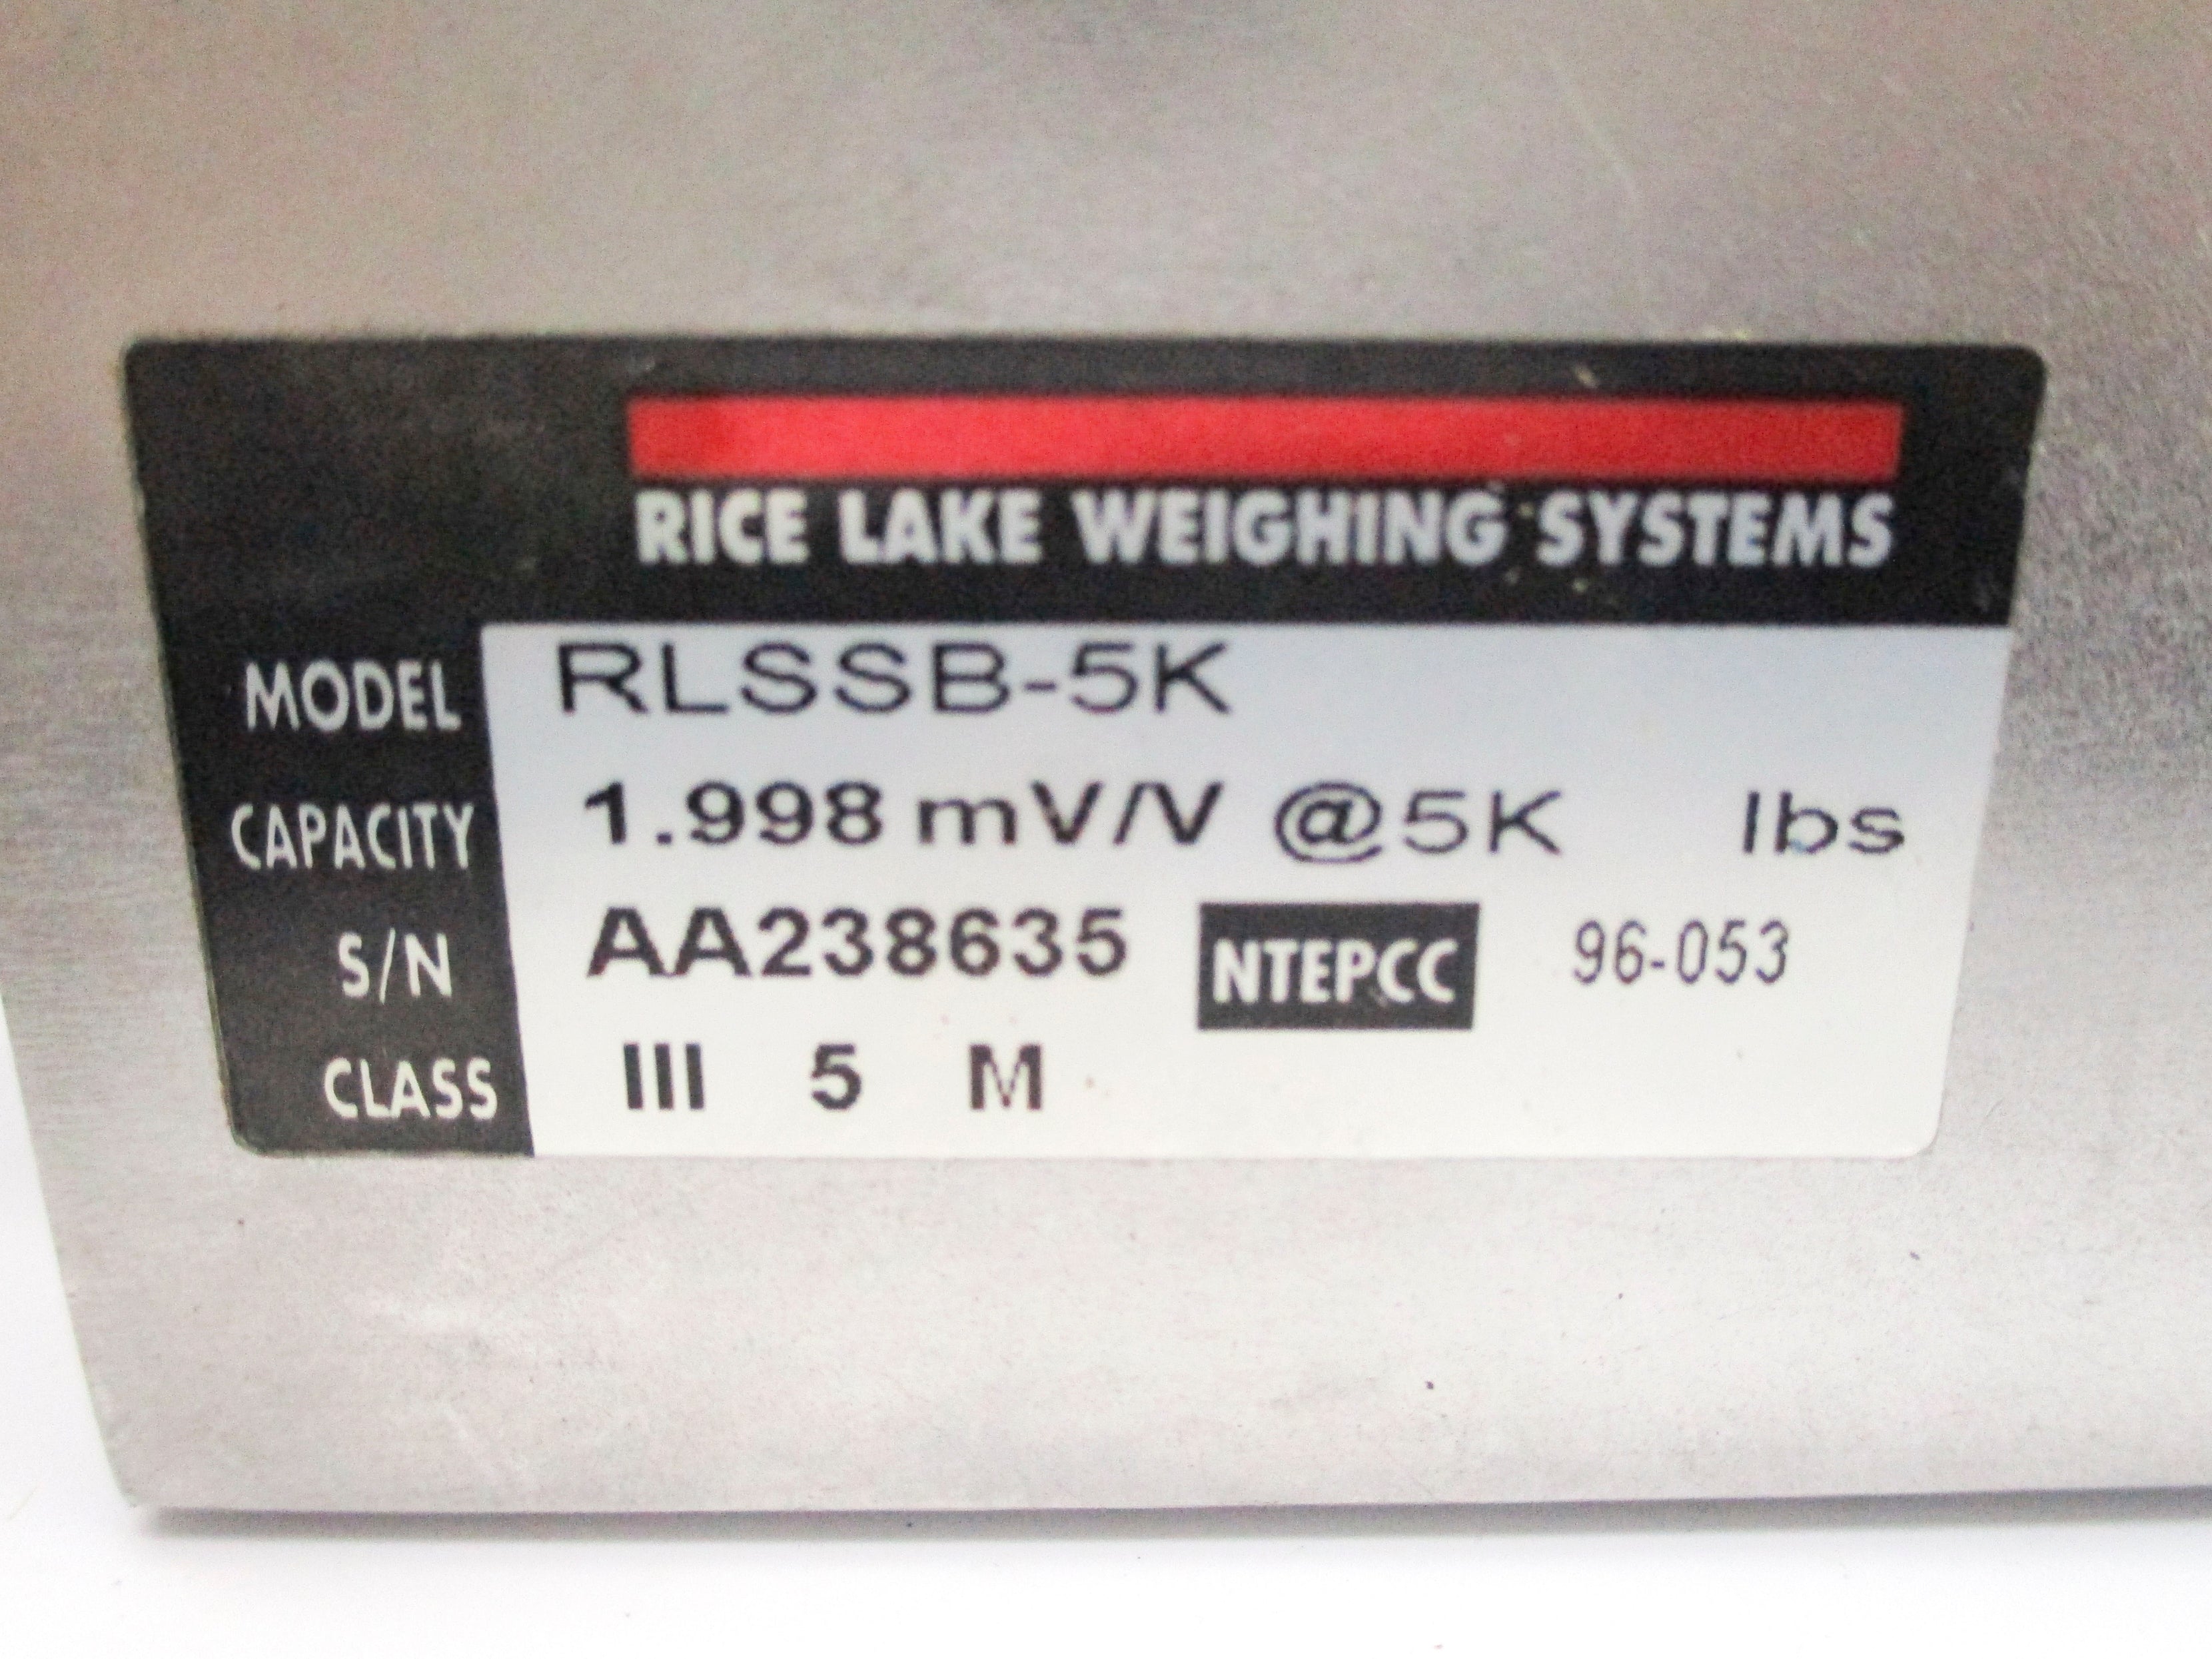 RICE LAKE WEIGHING SYSTEMS
MODEL RLSSB-5K
CAPACITY 1.998 mV/V @5K lbs
S/N AA238635 NTEPCC 96-053
CLASS III 5 M